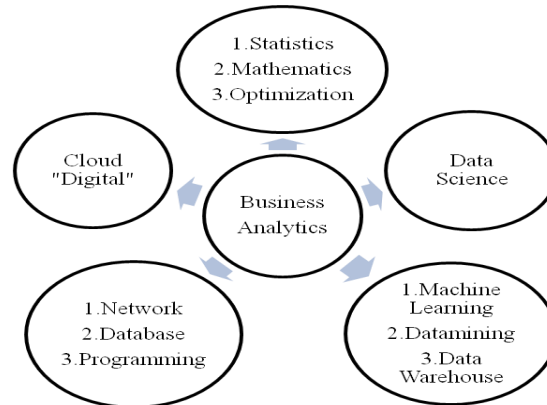 1.Statistics
2.Mathematics
3.Optimization
Cloud
"Digital"
Data
Science
Business
Analytics
1.Network
2.Database
3.Programming
1.Machine
Learning
2.Datamining
3.Data
Warehouse